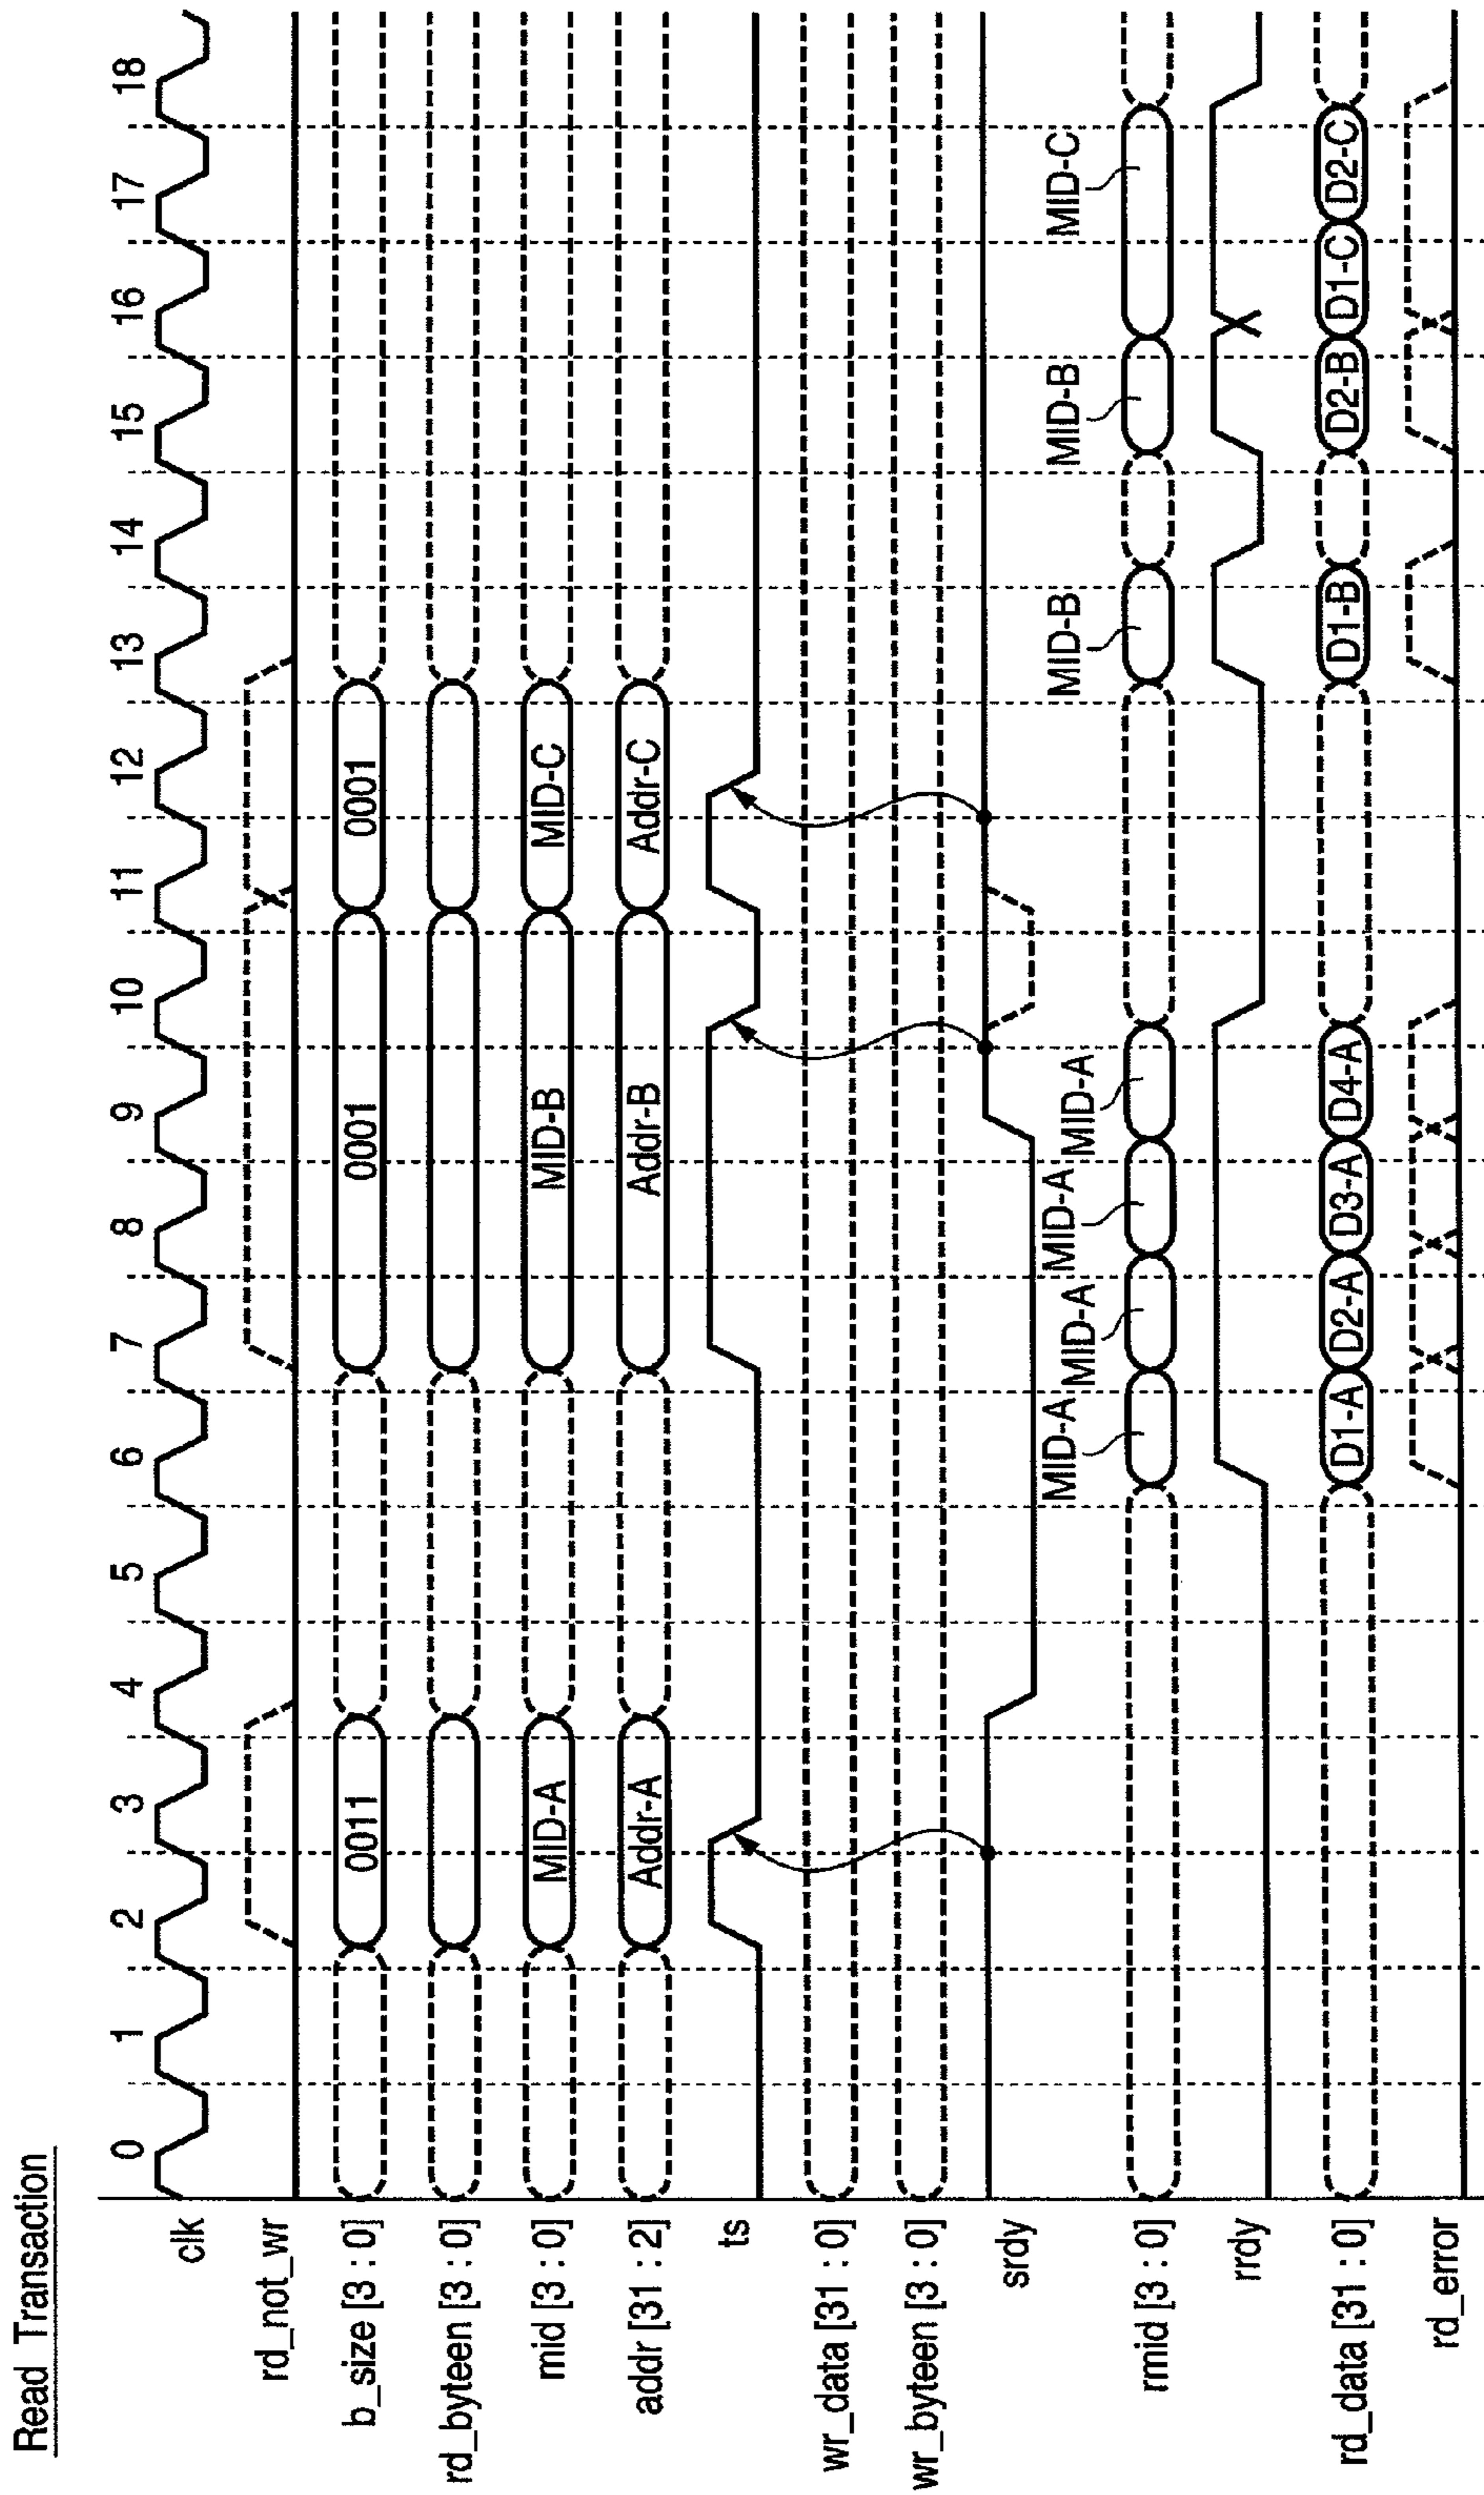 Read Transaction
0 1 2 3 4 5 6 7 8 9 10 11 12 13 14 15 16 17 18
clk
rd_not_wr
b_size [3 : 0] 0011 0001 0001
rd_byteen [3 : 0]
mid [3 : 0] MID-A MID-B MID-C
addr [31 : 2] Addr-A Addr-B Addr-C
ts
wr_data [31 : 0]
wr_byteen [3 : 0]
srdy
MID-A MID-A MID-A MID-A MID-B MID-B MID-C
rmid [3 : 0]
rrdy
rd_data [31 : 0] D1-A D2-A D3-A D4-A D1-B D2-B D1-C D2-C
rd_error